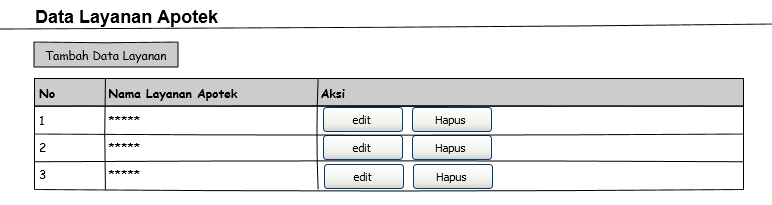 Data Layanan Apotek
Tambah Data Layanan
No Nama Layanan Apotek Aksi
1 ***** edit Hapus
2 ***** edit Hapus
3 ***** edit Hapus